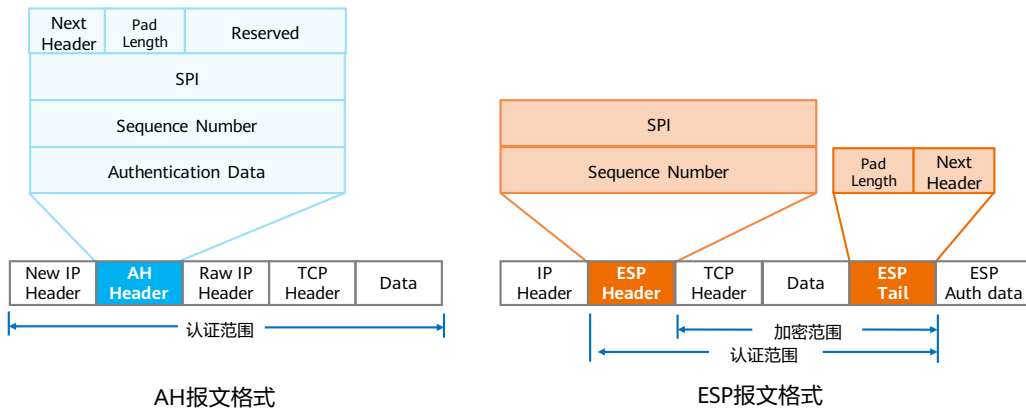 Next
Header
Pad
Length
Reserved
SPI
Sequence Number
Authentication Data
New IP
Header
AH
Header
Raw IP
Header
TCP
Header
Data
认证范围
AH报文格式
SPI
Sequence Number
Pad
Length
Next
Header
IP
Header
ESP
Header
TCP
Header
Data
ESP
Tail
ESP
Auth data
加密范围
认证范围
ESP报文格式